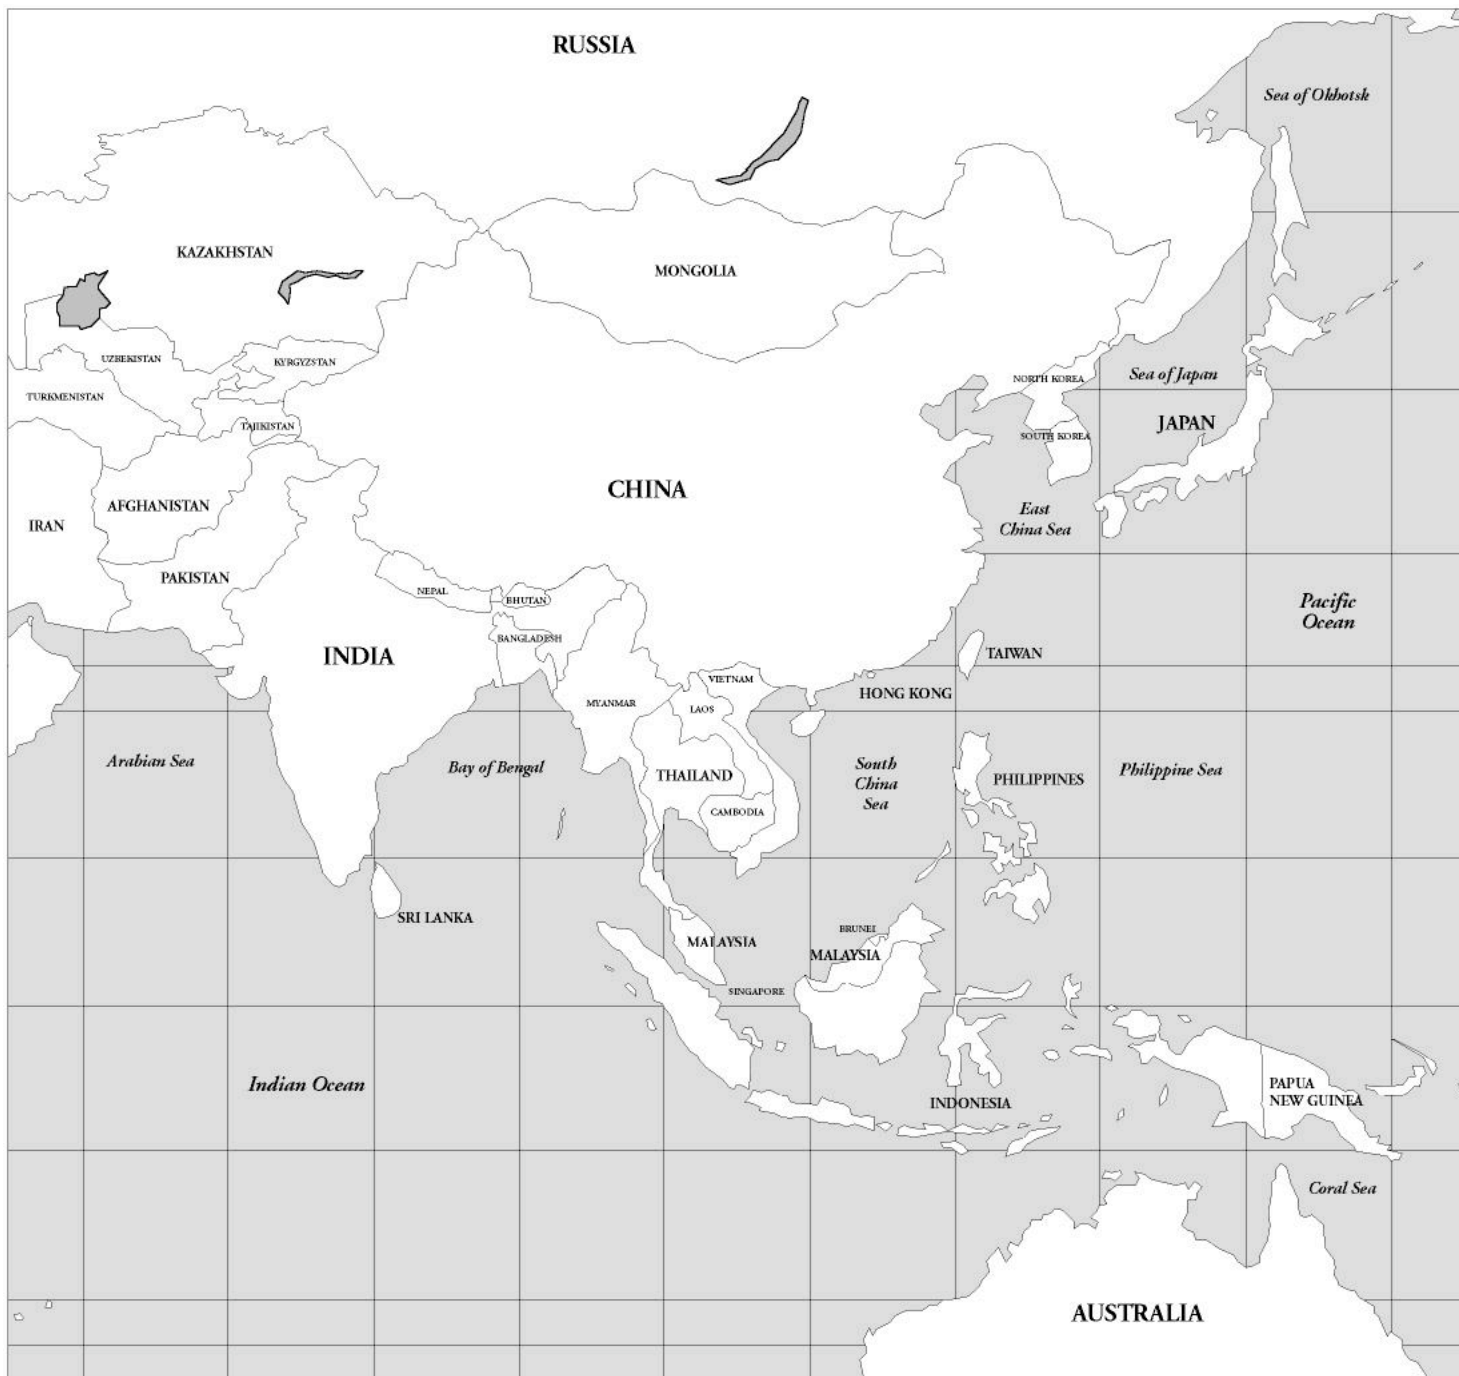 RUSSIA
Sea of Okhotsk
KAZAKHSTAN
MONGOLIA
UZBEKISTAN
KYRGYZSTAN
NORTH KOREA
Sea of Japan
TURKMENISTAN
TAJIKISTAN
SOUTH KOREA
JAPAN
CHINA
AFGHANISTAN
IRAN
East
China Sea
PAKISTAN
NEPAL
BHUTAN
Pacific
Ocean
BANGLADESH
INDIA
TAIWAN
VIETNAM
HONG KONG
MYANMAR
LAOS
Arabian Sea
Bay of Bengal
THAILAND
South
China
Sea
PHILIPPINES
Philippine Sea
CAMBODIA
SRI LANKA
BRUNEI
MALAYSIA
MALAYSIA
SINGAPORE
Indian Ocean
INDONESIA
PAPUA
NEW GUINEA
Coral Sea
AUSTRALIA